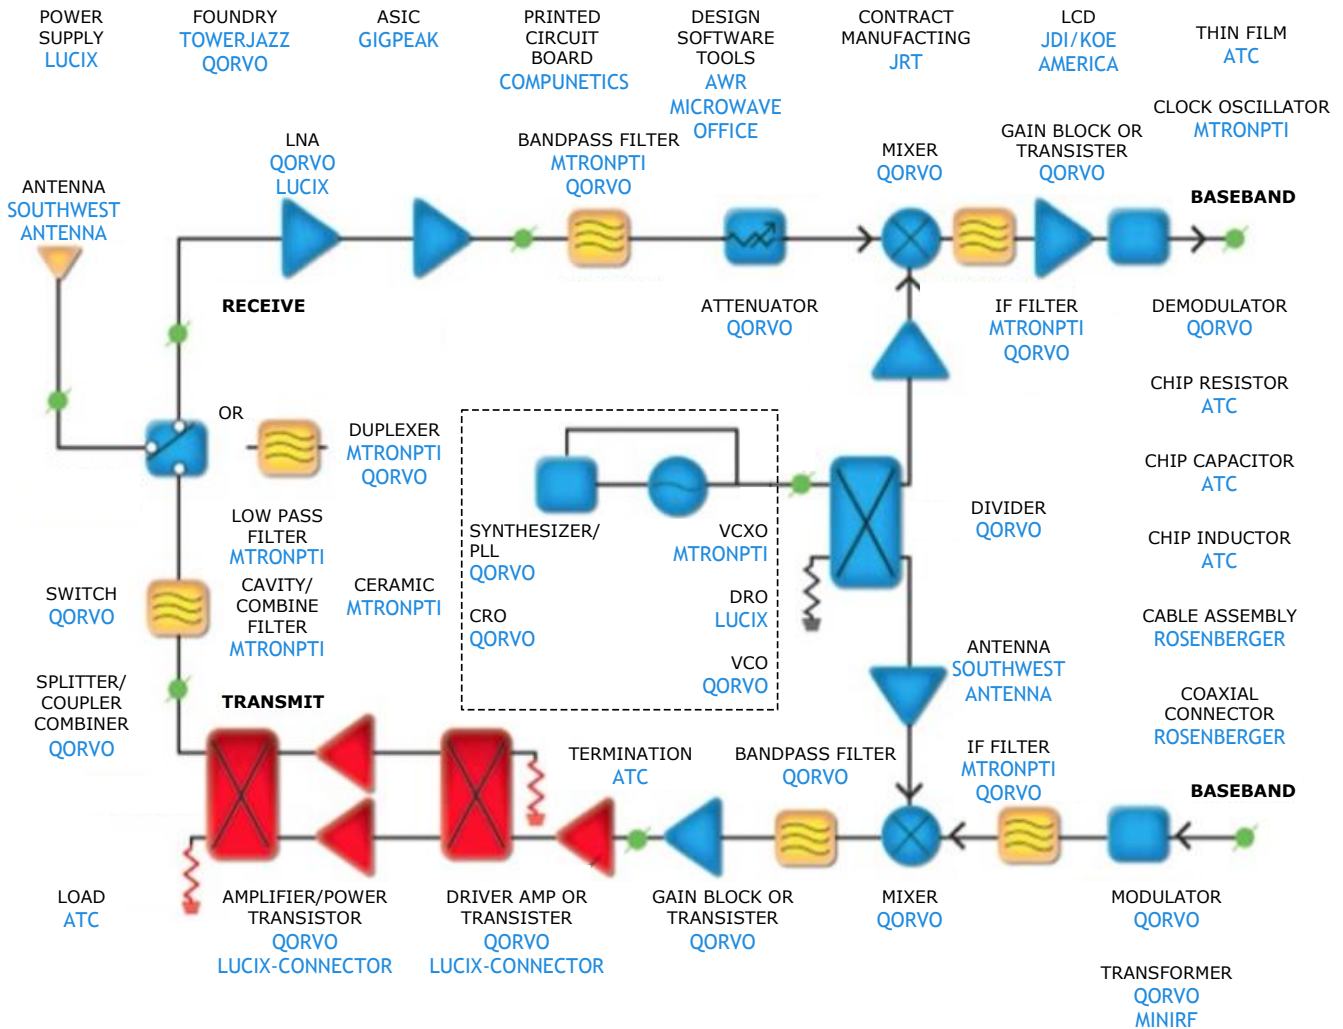 POWER
SUPPLY
LUCIX
FOUNDRY
TOWERJAZZ
QORVO
ASIC
GIGPEAK
PRINTED
CIRCUIT
BOARD
COMPUNETICS
DESIGN
SOFTWARE
TOOLS
AWR
MICROWAVE
OFFICE
CONTRACT
MANUFACTING
JRT
LCD
JDI/KOE
AMERICA
THIN FILM
ATC
CLOCK OSCILLATOR
MTRONPTI
ANTENNA
SOUTHWEST
ANTENNA
LNA
QORVO
LUCIX
BANDPASS FILTER
MTRONPTI
QORVO
MIXER
QORVO
GAIN BLOCK OR
TRANSISTER
QORVO
BASEBAND
RECEIVE
ATTENUATOR
QORVO
IF FILTER
MTRONPTI
QORVO
DEMODULATOR
QORVO
CHIP RESISTOR
ATC
OR
DUPLEXER
MTRONPTI
QORVO
CHIP CAPACITOR
ATC
LOW PASS
FILTER
MTRONPTI
SYNTHESIZER/
PLL
QORVO
VCXO
MTRONPTI
DIVIDER
QORVO
CHIP INDUCTOR
ATC
SWITCH
QORVO
CAVITY/
COMBINE
FILTER
MTRONPTI
CERAMIC
MTRONPTI
CRO
QORVO
DRO
LUCIX
VCO
QORVO
CABLE ASSEMBLY
ROSENBERGER
ANTENNA
SOUTHWEST
ANTENNA
SPLITTER/
COUPLER
COMBINER
QORVO
TRANSMIT
COAXIAL
CONNECTOR
ROSENBERGER
TERMINATION
ATC
BANDPASS FILTER
QORVO
IF FILTER
MTRONPTI
QORVO
BASEBAND
LOAD
ATC
AMPLIFIER/POWER
TRANSISTOR
QORVO
LUCIX-CONNECTOR
DRIVER AMP OR
TRANSISTER
QORVO
LUCIX-CONNECTOR
GAIN BLOCK OR
TRANSISTER
QORVO
MIXER
QORVO
MODULATOR
QORVO
TRANSFORMER
QORVO
MINIRF